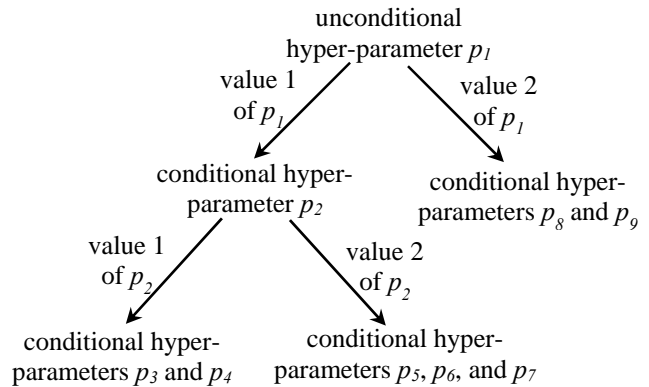 unconditional
hyper-parameter p1
value 1
of p1
value 2
of p1
conditional hyper-
parameter p2
conditional hyper-
parameters p8 and p9
value 1
of p2
value 2
of p2
conditional hyper-
parameters p3 and p4
conditional hyper-
parameters p5, p6, and p7